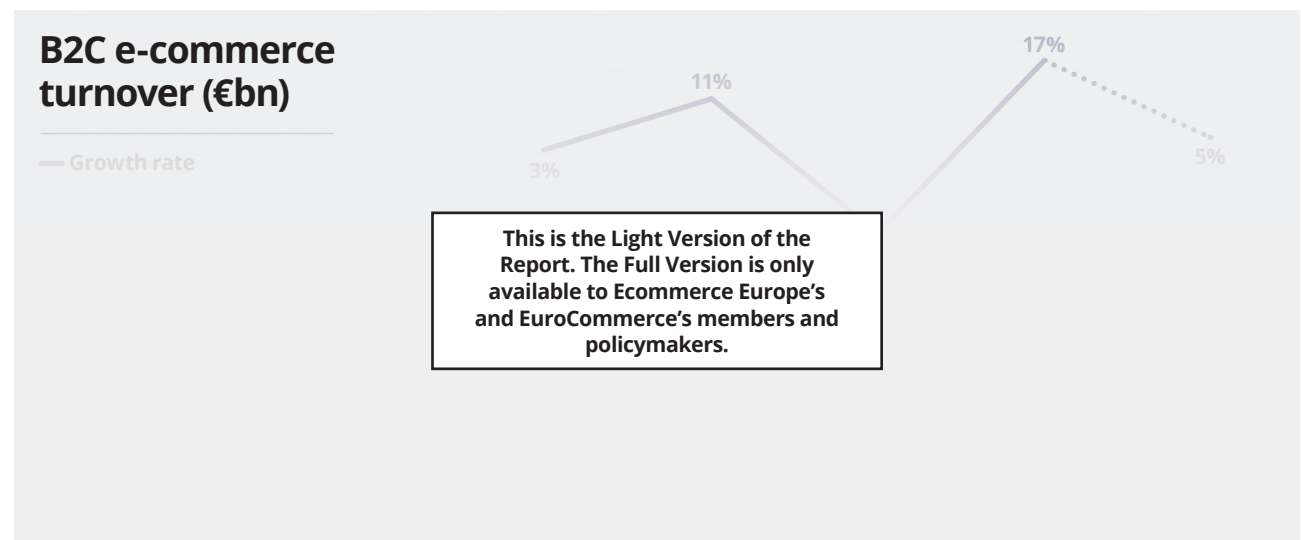 B2C e-commerce
turnover (€bn)
Growth rate
3%
11%
17%
5%
This is the Light Version of the
Report. The Full Version is only
available to Ecommerce Europe’s
and EuroCommerce’s members and
policymakers.